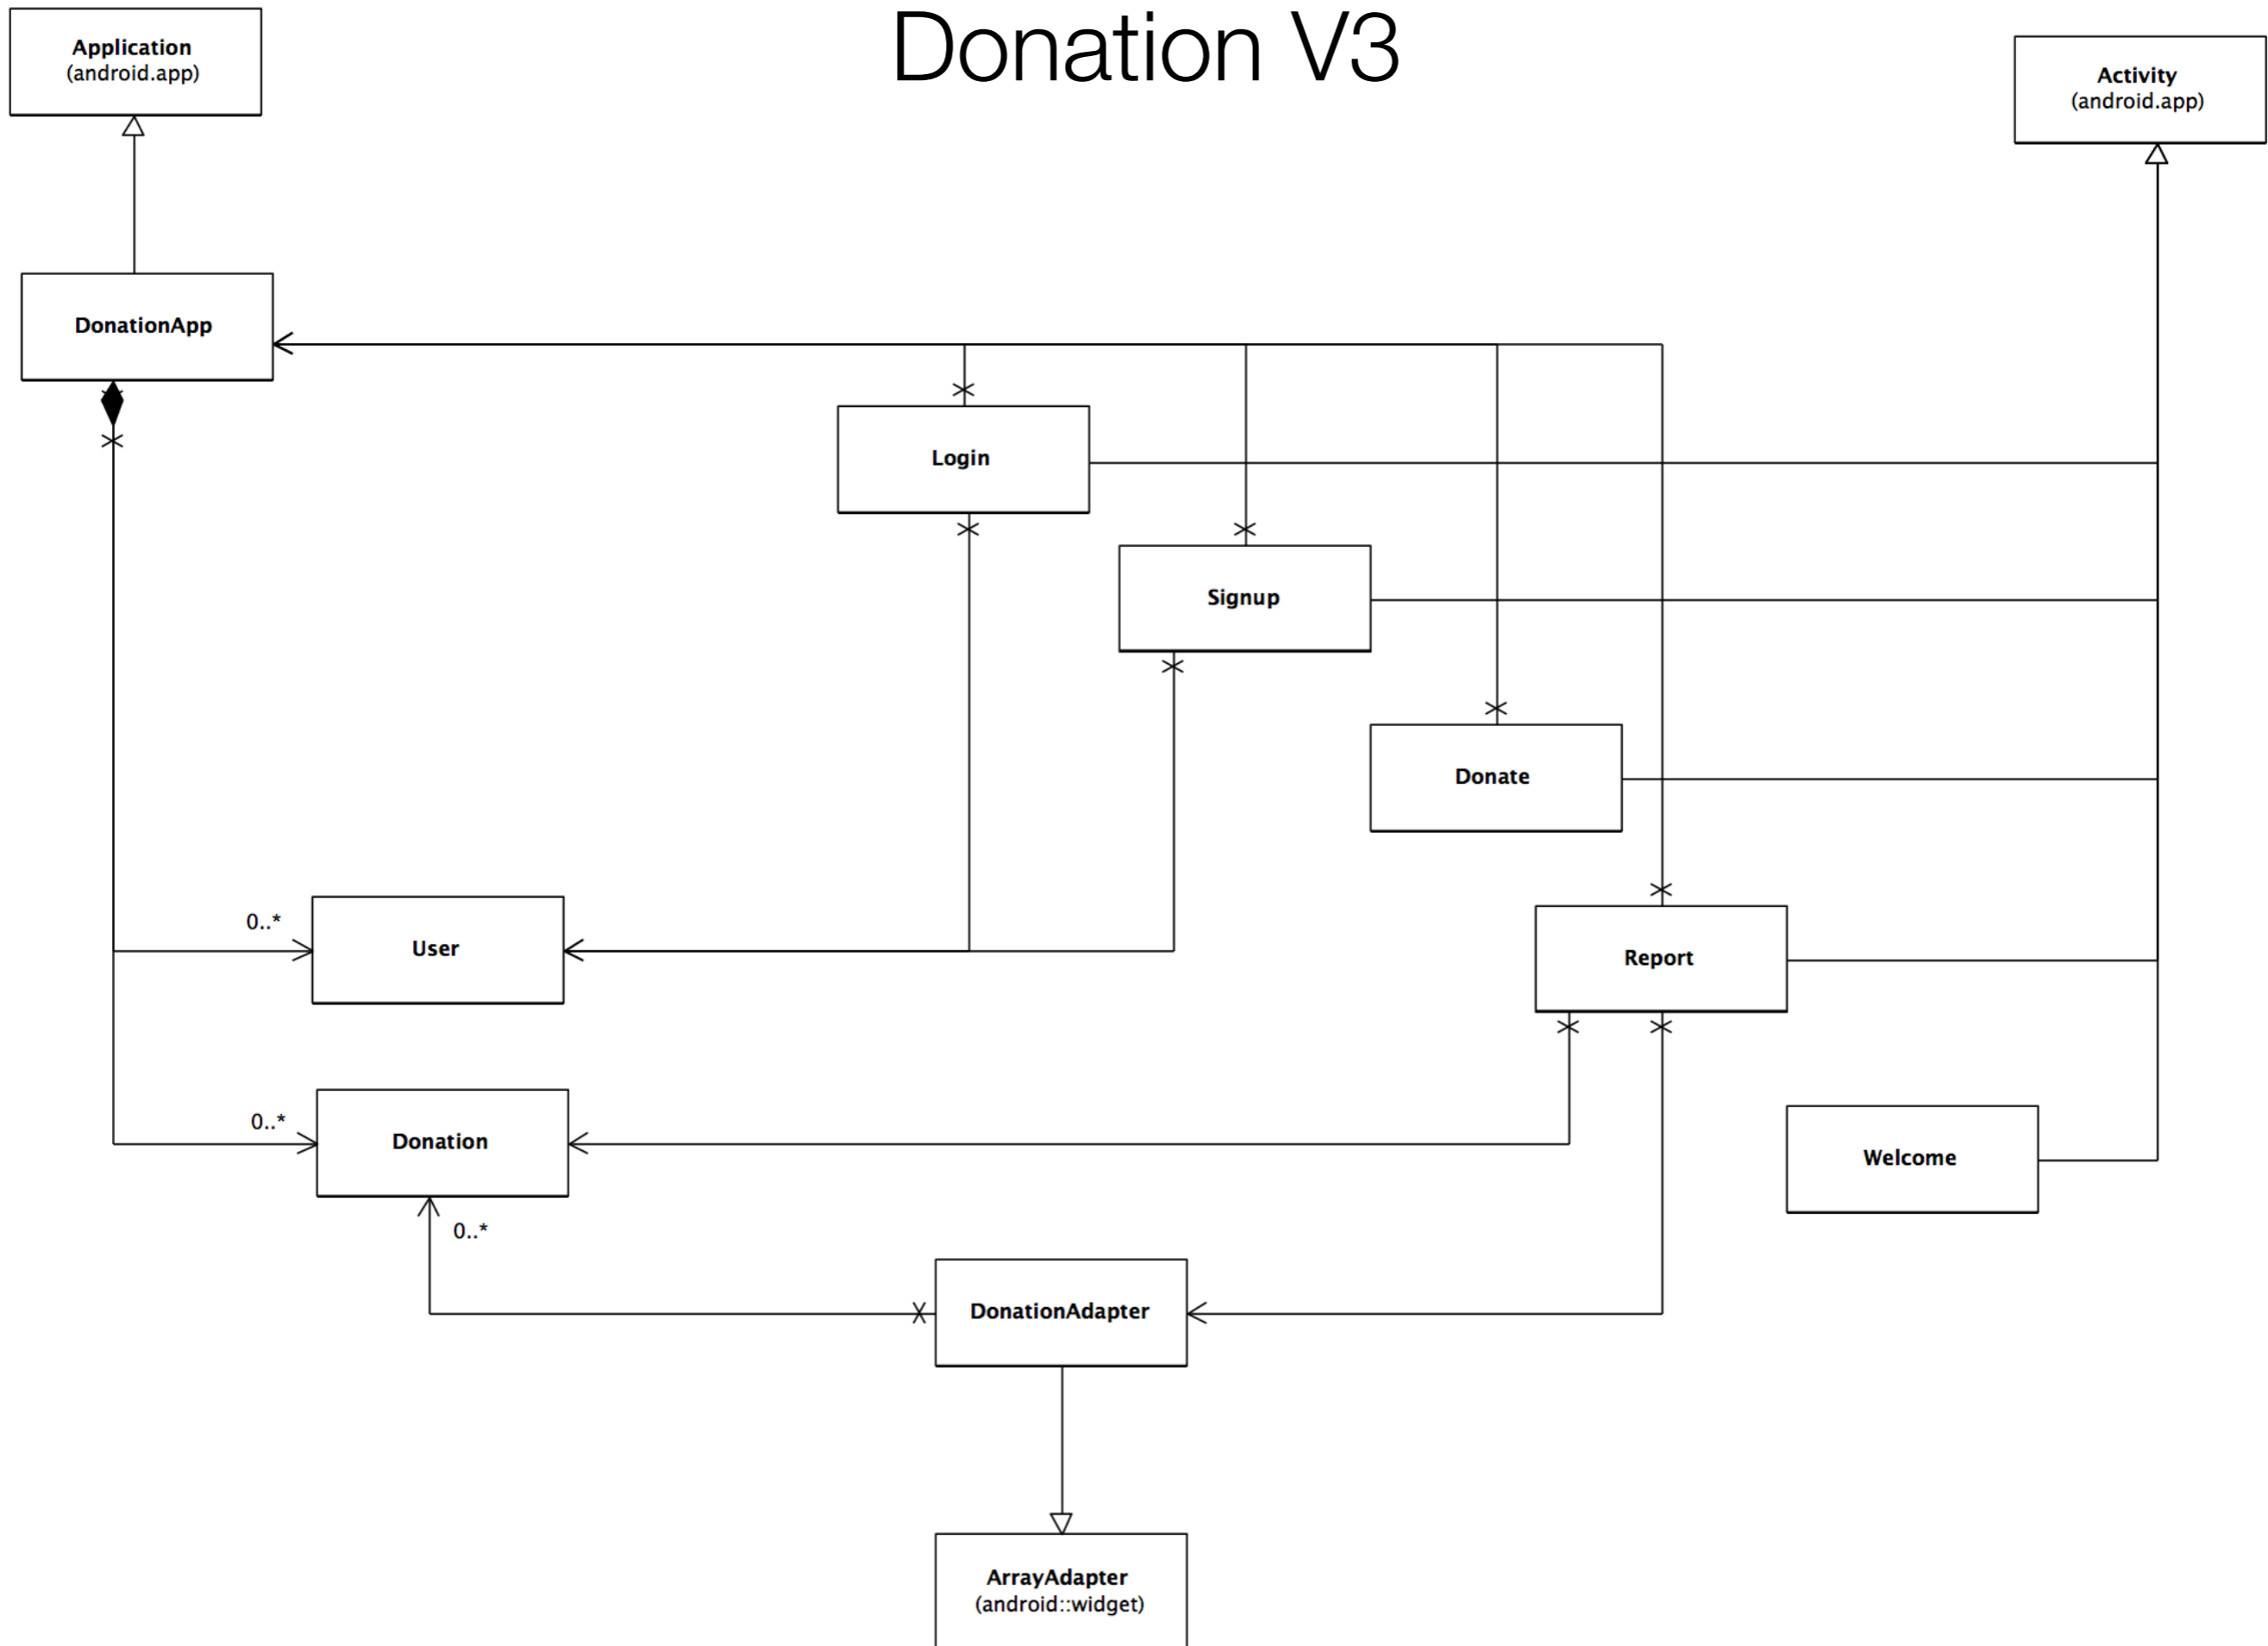 Donation V3
Application
(android.app)
Activity
(android.app)
DonationApp
Login
Signup
Donate
0..*
User
Report
0..*
Donation
Welcome
0..*
DonationAdapter
ArrayAdapter
(android::widget)